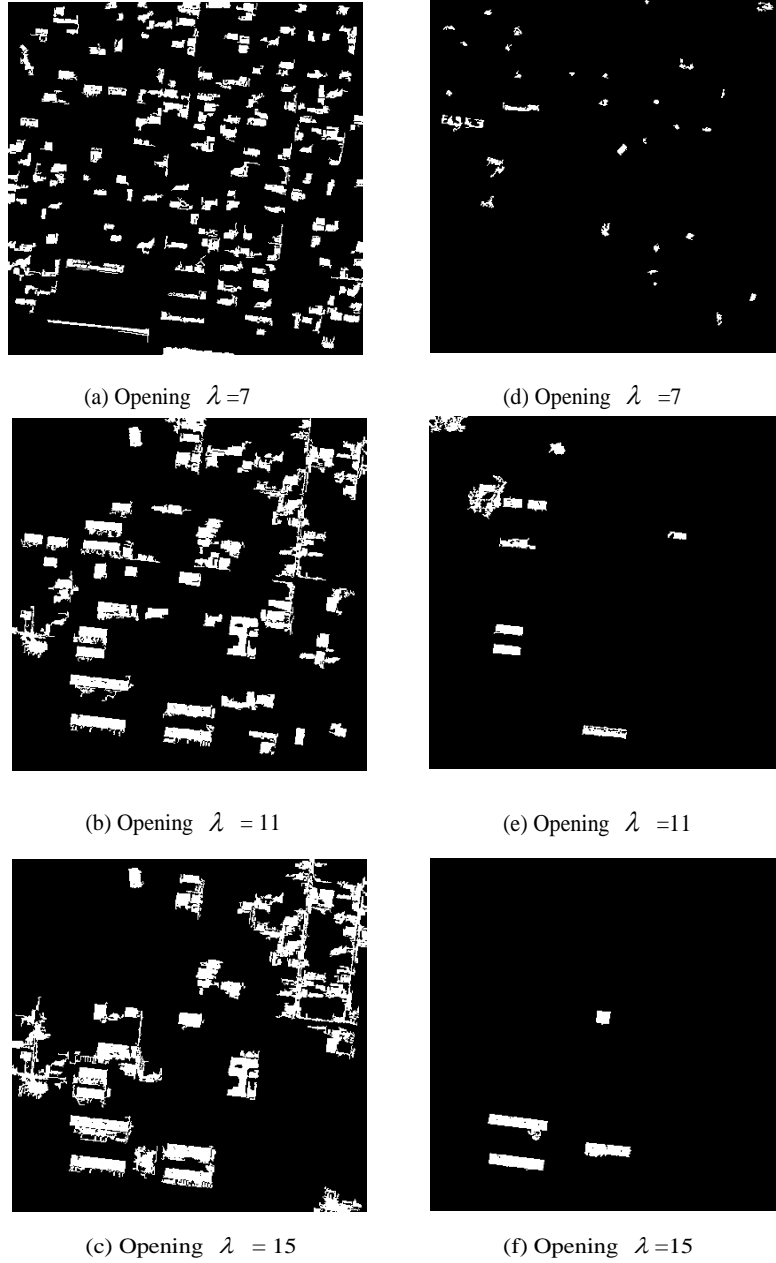 (a) Opening λ =7
(d) Opening λ =7
(b) Opening λ = 11
(e) Opening λ =11
(c) Opening λ = 15
(f) Opening λ =15